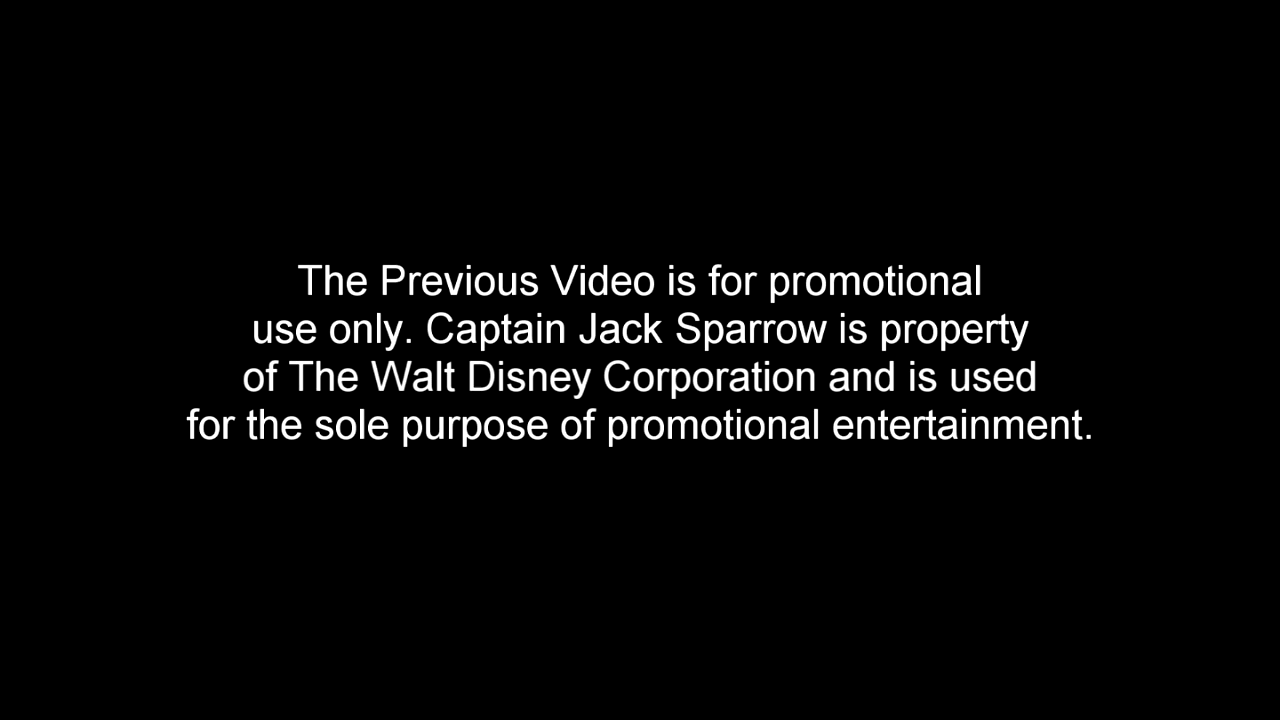 The Previous Video is for promotional
use only. Captain Jack Sparrow is property
of The Walt Disney Corporation and is used
for the sole purpose of promotional entertainment.